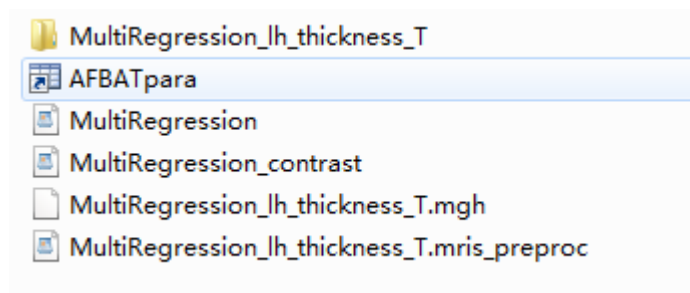 MultiRegression_lh_thickness_T
AFBATpara
MultiRegression
MultiRegression_contrast
MultiRegression_lh_thickness_T.mgh
MultiRegression_lh_thickness_T.mris_preproc